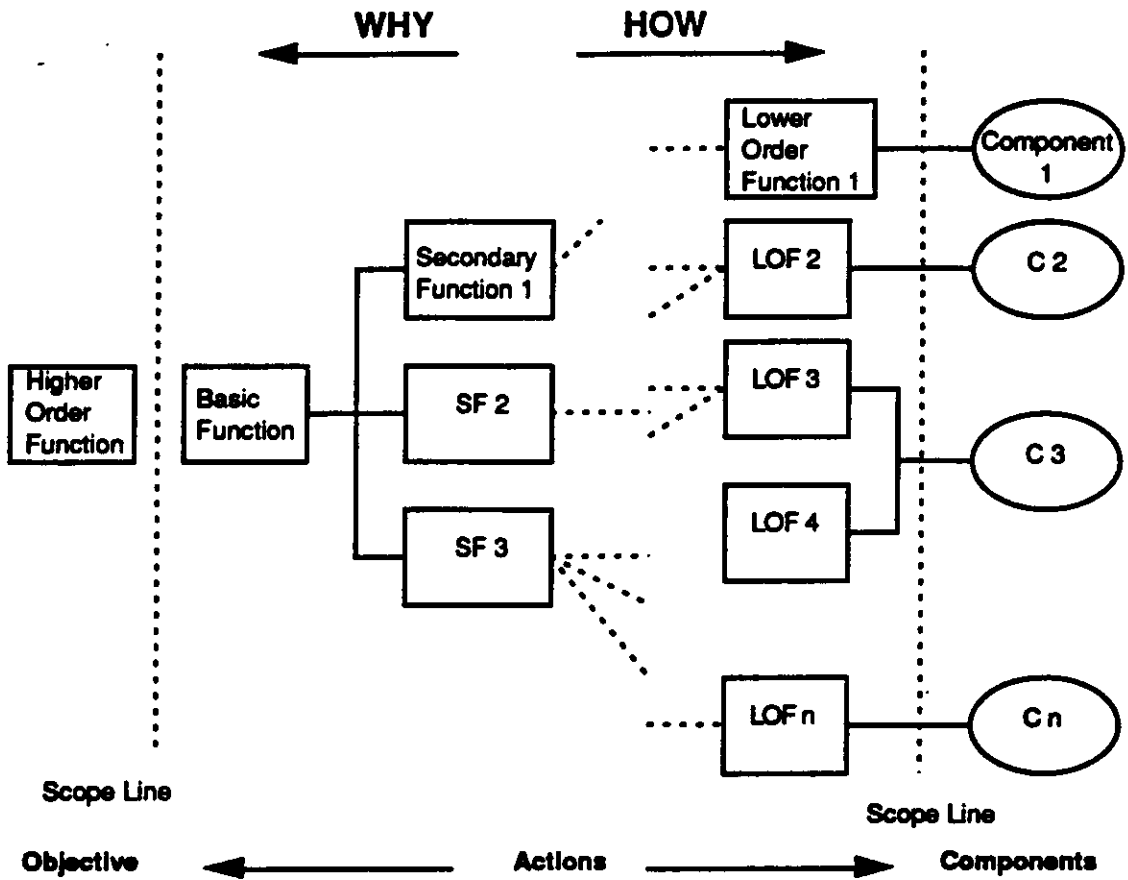 WHY
HOW
Lower
Order
Function 1
Component
1
Secondary
Function 1
LOF 2
C 2
Higher
Order
Function
Basic
Function
SF 2
LOF 3
C 3
SF 3
LOF 4
LOF n
C n
Scope Line
Scope Line
Objective
Actions
Components